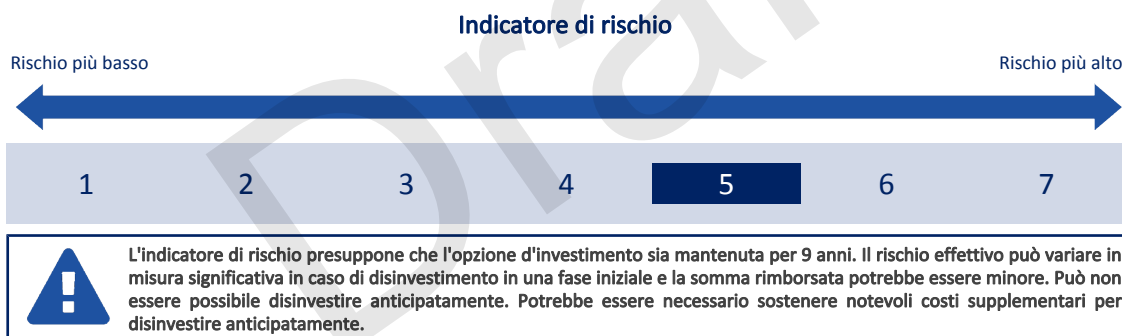 Indicatore di rischio
Rischio più basso
Rischio più alto
1 2 3 4 5 6 7
L'indicatore di rischio presuppone che l'opzione d'investimento sia mantenuta per 9 anni. Il rischio effettivo può variare in
misura significativa in caso di disinvestimento in una fase iniziale e la somma rimborsata potrebbe essere minore. Può non
essere possibile disinvestire anticipatamente. Potrebbe essere necessario sostenere notevoli costi supplementari per
disinvestire anticipatamente.